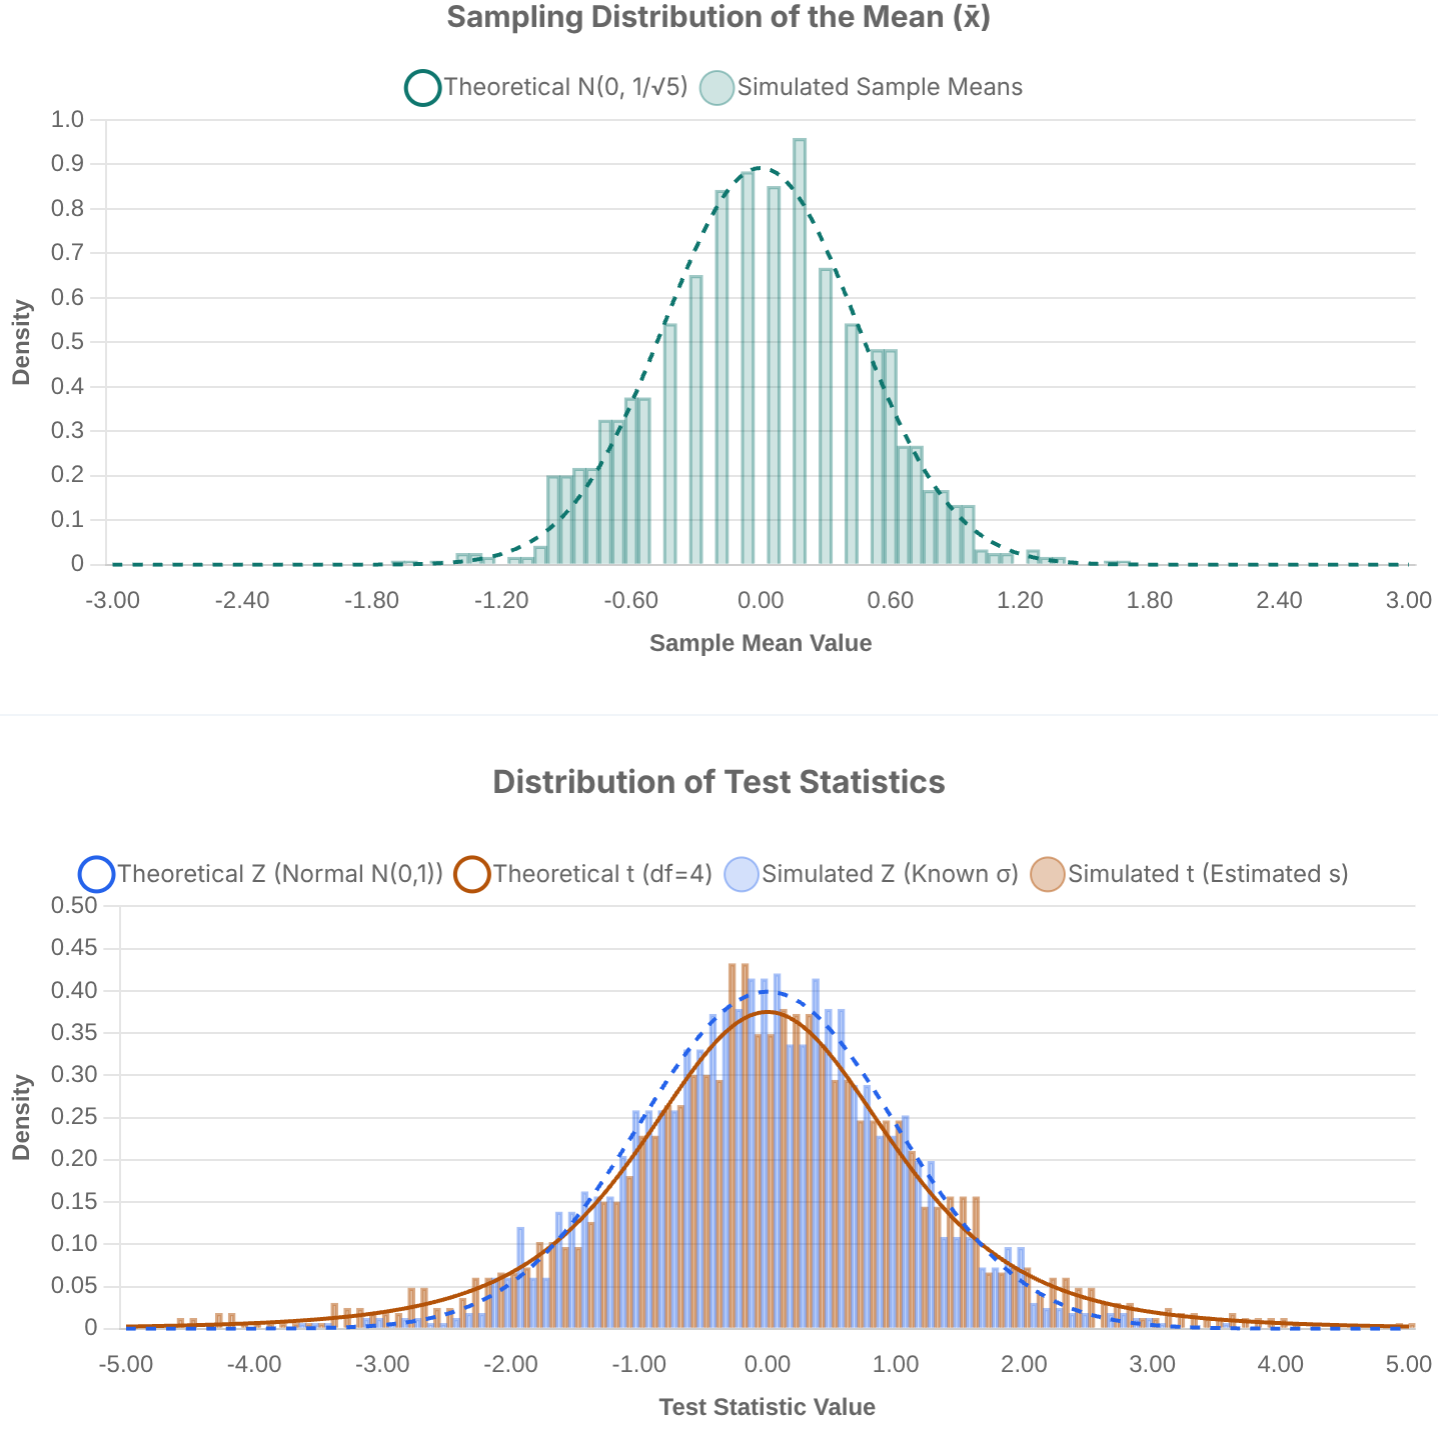 Sampling Distribution of the Mean (x̄)
Theoretical N(0, 1/√5) Simulated Sample Means
1.0
0.9
0.8
0.7
0.6
0.5
0.4
0.3
0.2
0.1
0
Density
-3.00 -2.40 -1.80 -1.20 -0.60 0.00 0.60 1.20 1.80 2.40 3.00
Sample Mean Value
Distribution of Test Statistics
Theoretical Z (Normal N(0,1)) Theoretical t (df=4) Simulated Z (Known σ) Simulated t (Estimated s)
0.50
0.45
0.40
0.35
0.30
0.25
0.20
0.15
0.10
0.05
0
Density
-5.00 -4.00 -3.00 -2.00 -1.00 0.00 1.00 2.00 3.00 4.00 5.00
Test Statistic Value